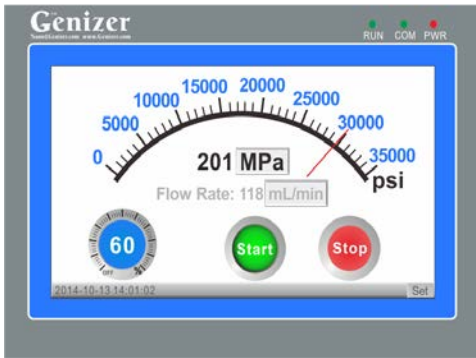 Genizer
RUN COM PWR
0 5000 10000 15000 20000 25000 30000 35000
psi
201 MPa
Flow Rate: 118 mL/min
60
OFF
Start
Stop
2014-10-13 14:01:02
Set